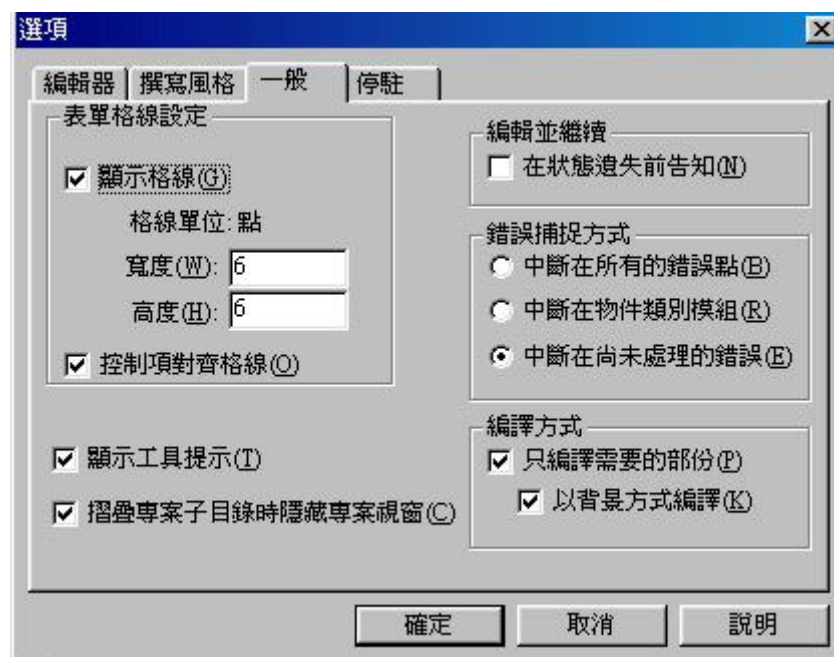 選項
編輯器
撰寫風格
一般
停駐
表單格線設定
顯示格線(G)
格線單位: 點
寬度(W): 6
高度(H): 6
控制項對齊格線(O)
顯示工具提示(T)
摺疊專案子目錄時隱藏專案視窗(C)
編輯並繼續
在狀態遺失前告知(N)
錯誤捕捉方式
中斷在所有的錯誤點(B)
中斷在物件類別模組(R)
中斷在尚未處理的錯誤(E)
編譯方式
只編譯需要的部份(P)
以背景方式編譯(K)
確定
取消
說明